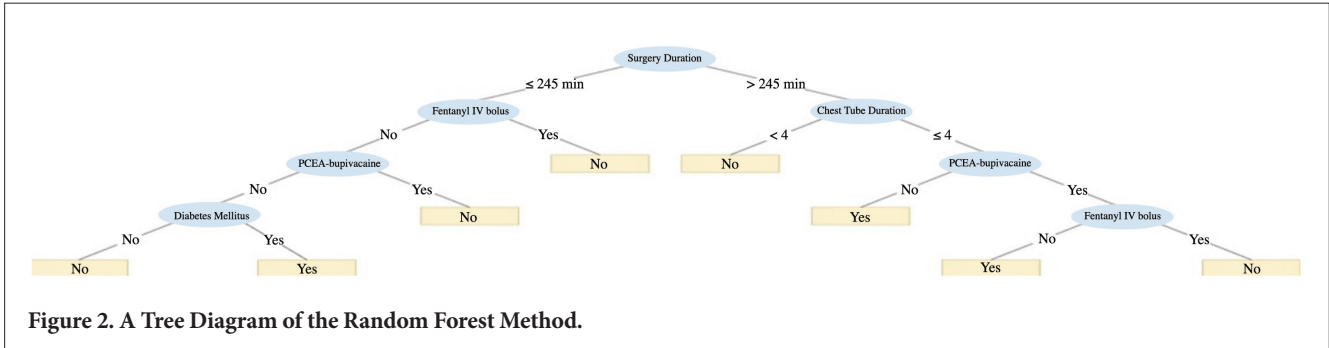 Surgery Duration
≤ 245 min > 245 min
Fentanyl IV bolus Chest Tube Duration
No Yes < 4 ≤ 4
PCEA-bupivacaine No No PCEA-bupivacaine
No Yes No Yes
Diabetes Mellitus No Yes Fentanyl IV bolus
No Yes No Yes
No Yes Yes No
Figure 2. A Tree Diagram of the Random Forest Method.